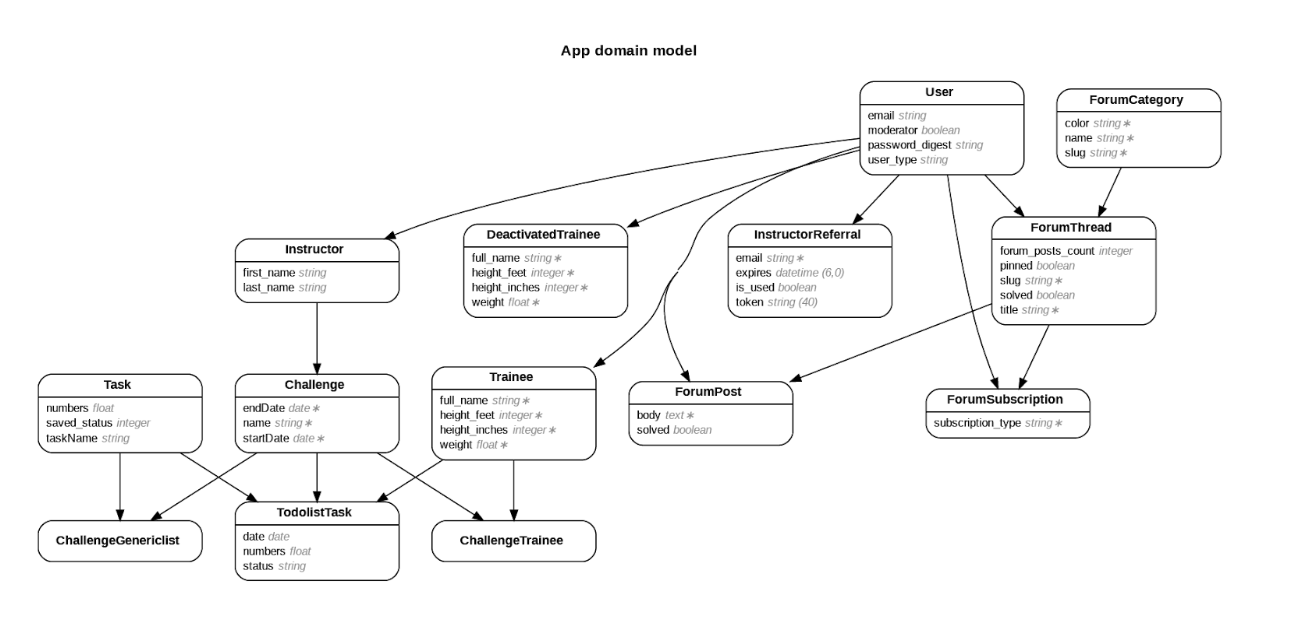 App domain model
User
email string
moderator boolean
password_digest string
user_type string
ForumCategory
color string∗
name string∗
slug string∗
Instructor
first_name string
last_name string
DeactivatedTrainee
full_name string∗
height_feet integer∗
height_inches integer∗
weight float∗
InstructorReferral
email string∗
expires datetime (6,0)
is_used boolean
token string (40)
ForumThread
forum_posts_count integer
pinned boolean
slug string∗
solved boolean
title string∗
Task
numbers float
saved_status integer
taskName string
Challenge
endDate date∗
name string∗
startDate date∗
Trainee
full_name string∗
height_feet integer∗
height_inches integer∗
weight float∗
ForumPost
body text∗
solved boolean
ForumSubscription
subscription_type string∗
ChallengeGenericlist
TodolistTask
date date
numbers float
status string
ChallengeTrainee